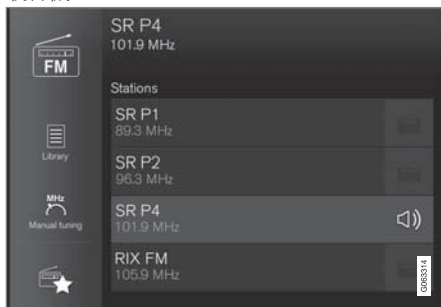 SR P4
101.9 MHz
FM
Stations
SR P1
89.3 MHz
Library
SR P2
96.3 MHz
MHz
Manual tuning
SR P4
101.9 MHz
RIX FM
105.9 MHz
G063314